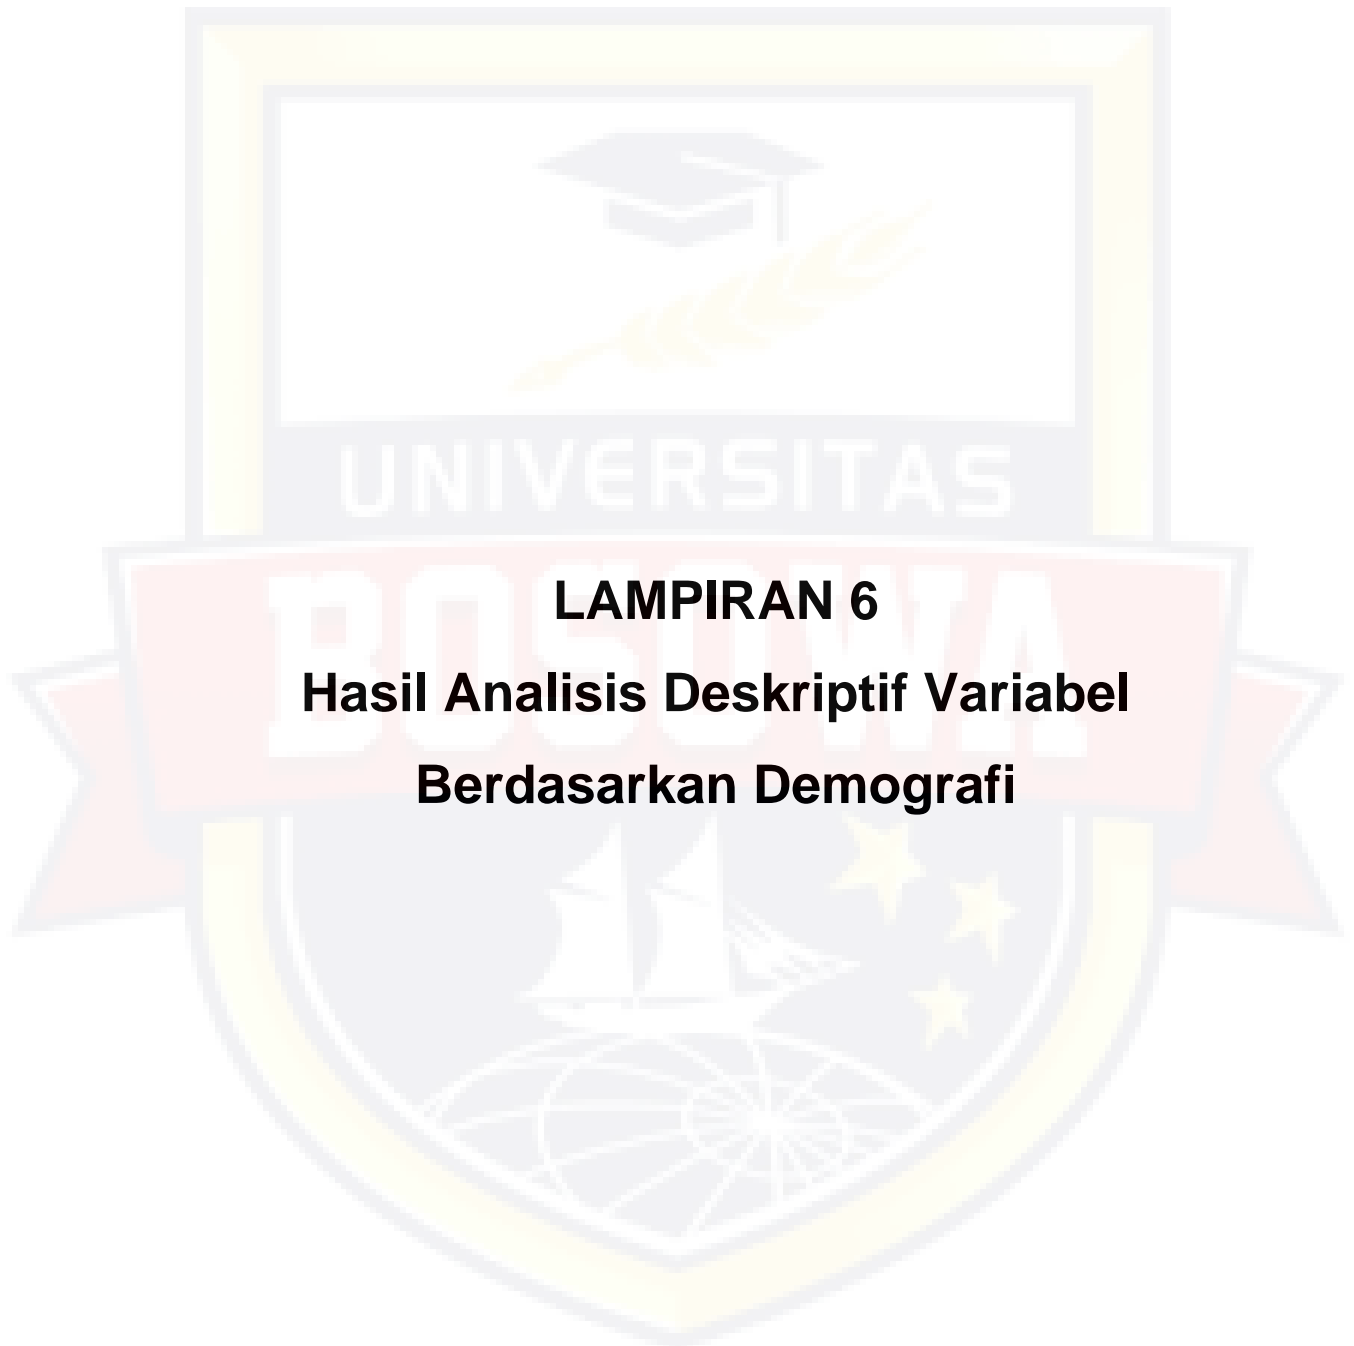 UNIVERSITAS
BOSOWA
LAMPIRAN 6
Hasil Analisis Deskriptif Variabel
Berdasarkan Demografi